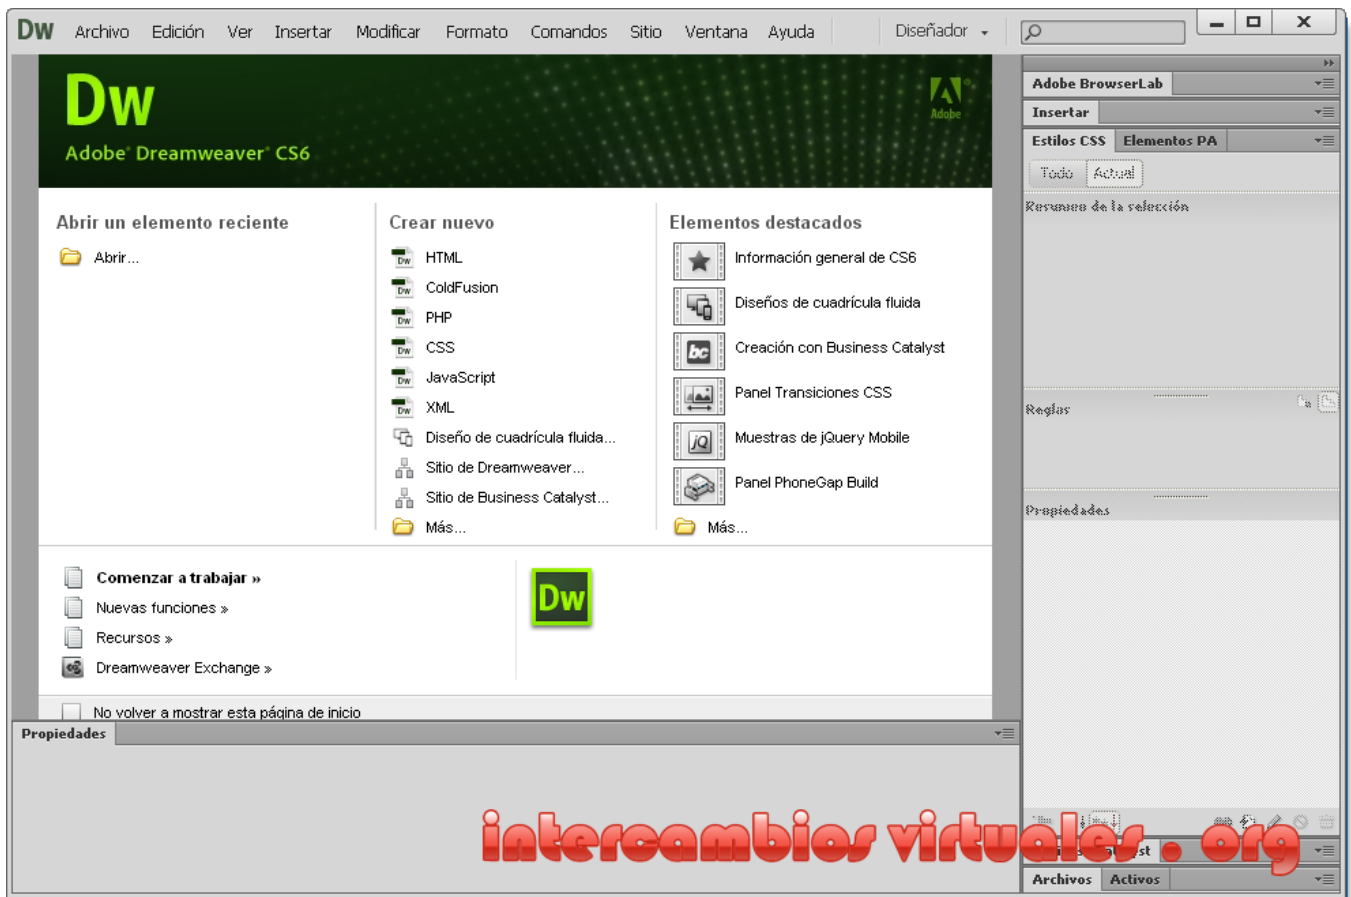 Dw Archivo Edición Ver Insertar Modificar Formato Comandos Sitio Ventana Ayuda Diseñador
Dw
Adobe® Dreamweaver® CS6
Adobe
Abrir un elemento reciente
Abrir...
Crear nuevo
HTML
ColdFusion
PHP
CSS
JavaScript
XML
Diseño de cuadrícula fluida...
Sitio de Dreamweaver...
Sitio de Business Catalyst...
Más...
Elementos destacados
Información general de CS6
Diseños de cuadrícula fluida
Creación con Business Catalyst
Panel Transiciones CSS
Muestras de jQuery Mobile
Panel PhoneGap Build
Más...
Comenzar a trabajar »
Nuevas funciones »
Recursos »
Dreamweaver Exchange »
Dw
No volver a mostrar esta página de inicio
Propiedades
Adobe BrowserLab
Insertar
Estilos CSS Elementos PA
Todo Actual
Resumen de la selección
Reglas
Propiedades
intercambios virtuales . org
Archivos Activos